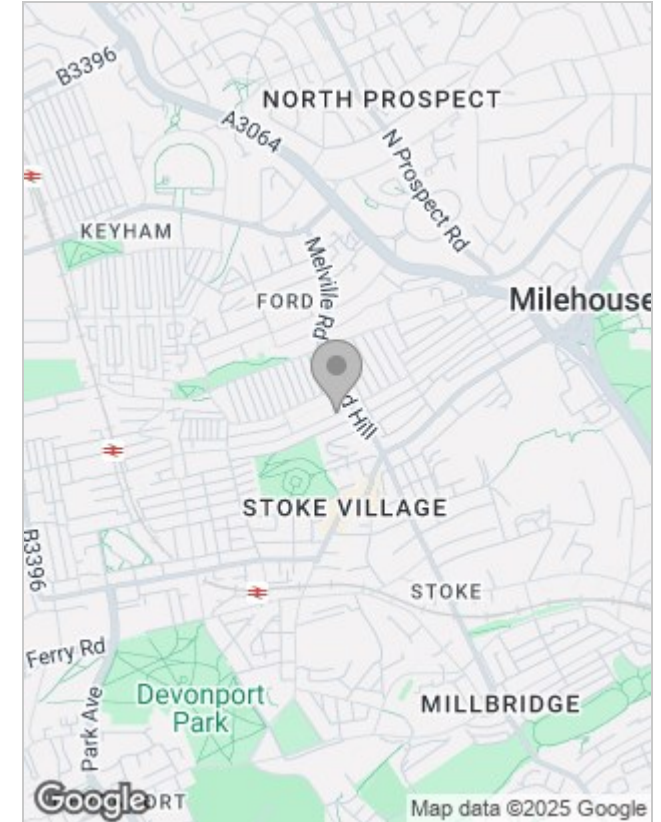 B3396
NORTH PROSPECT
A3064
N Prospect Rd
KEYHAM
Melville Rd
FORD
Milehouse
d Hill
STOKE VILLAGE
B3396
STOKE
Ferry Rd
Devonport
Park
Park Ave
MILLBRIDGE
Google
ORT
Map data ©2025 Google